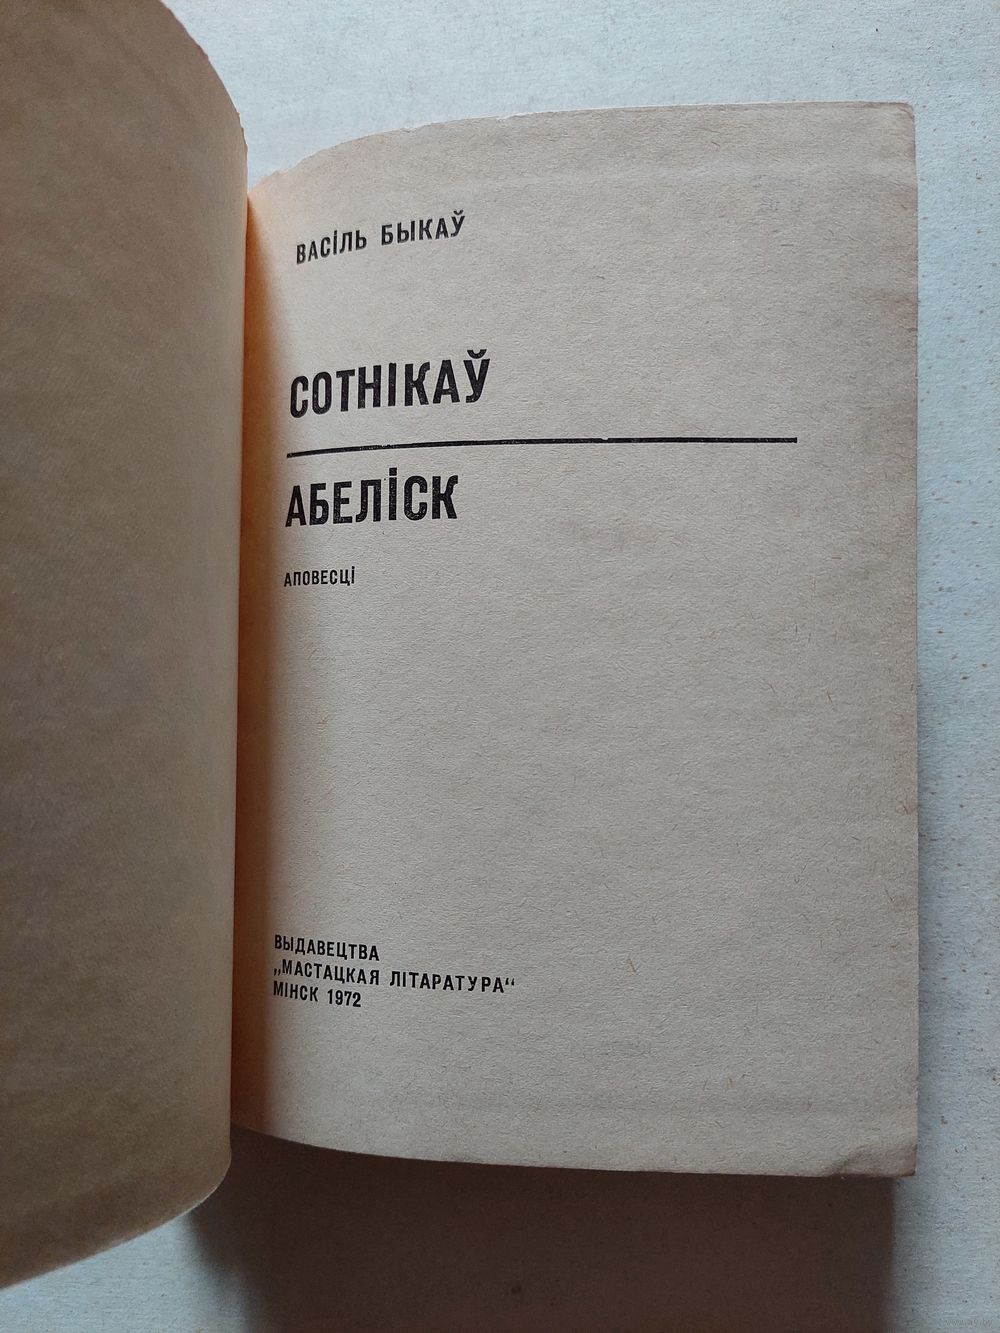 ВАСІЛЬ БЫКАЎ
СОТНІКАЎ
АБЕЛІСК
АПОВЕСЦІ
ВЫДАВЕЦТВА
„МАСТАЦКАЯ ЛІТАРАТУРА“
МІНСК 1972